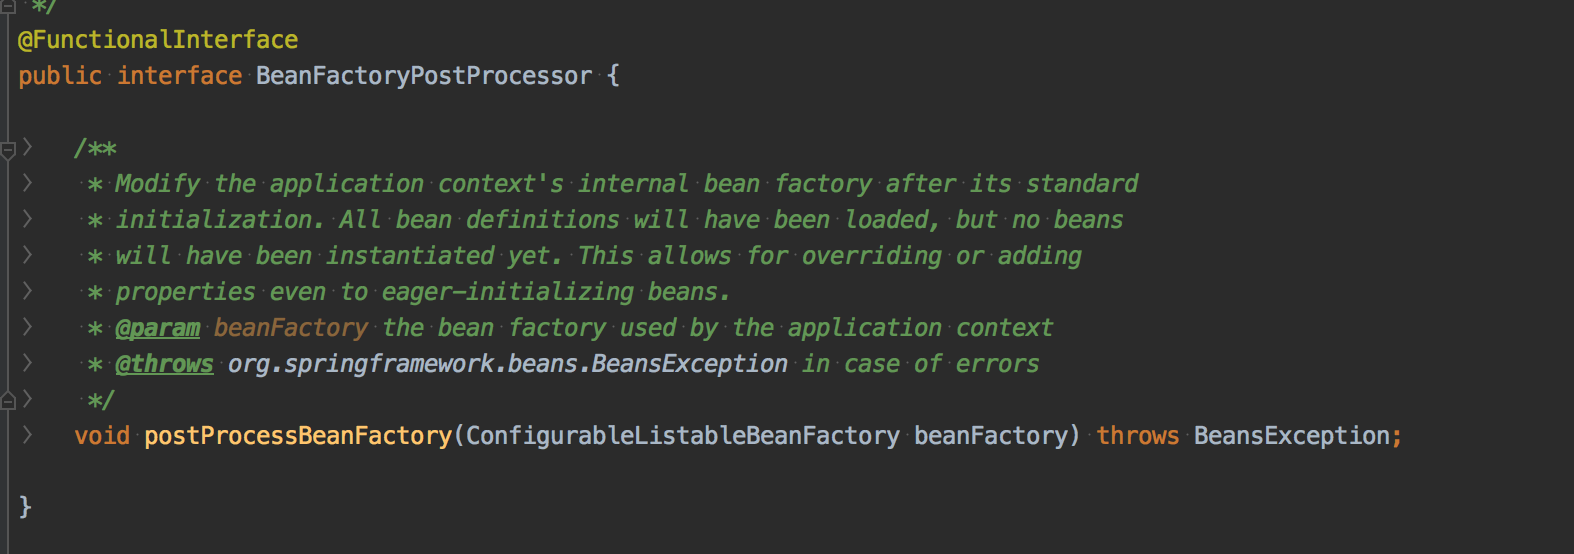 */
@FunctionalInterface
public interface BeanFactoryPostProcessor {
/**
* Modify the application context's internal bean factory after its standard
* initialization. All bean definitions will have been loaded, but no beans
* will have been instantiated yet. This allows for overriding or adding
* properties even to eager-initializing beans.
* @param beanFactory the bean factory used by the application context
* @throws org.springframework.beans.BeansException in case of errors
*/
void postProcessBeanFactory(ConfigurableListableBeanFactory beanFactory) throws BeansException;
}